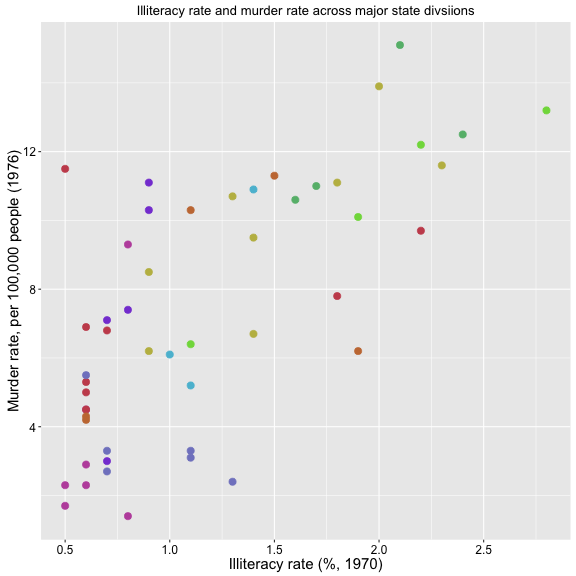 Illiteracy rate and murder rate across major state divsiions
Murder rate, per 100,000 people (1976)
12
8
4
0.5 1.0 1.5 2.0 2.5
Illiteracy rate (%, 1970)